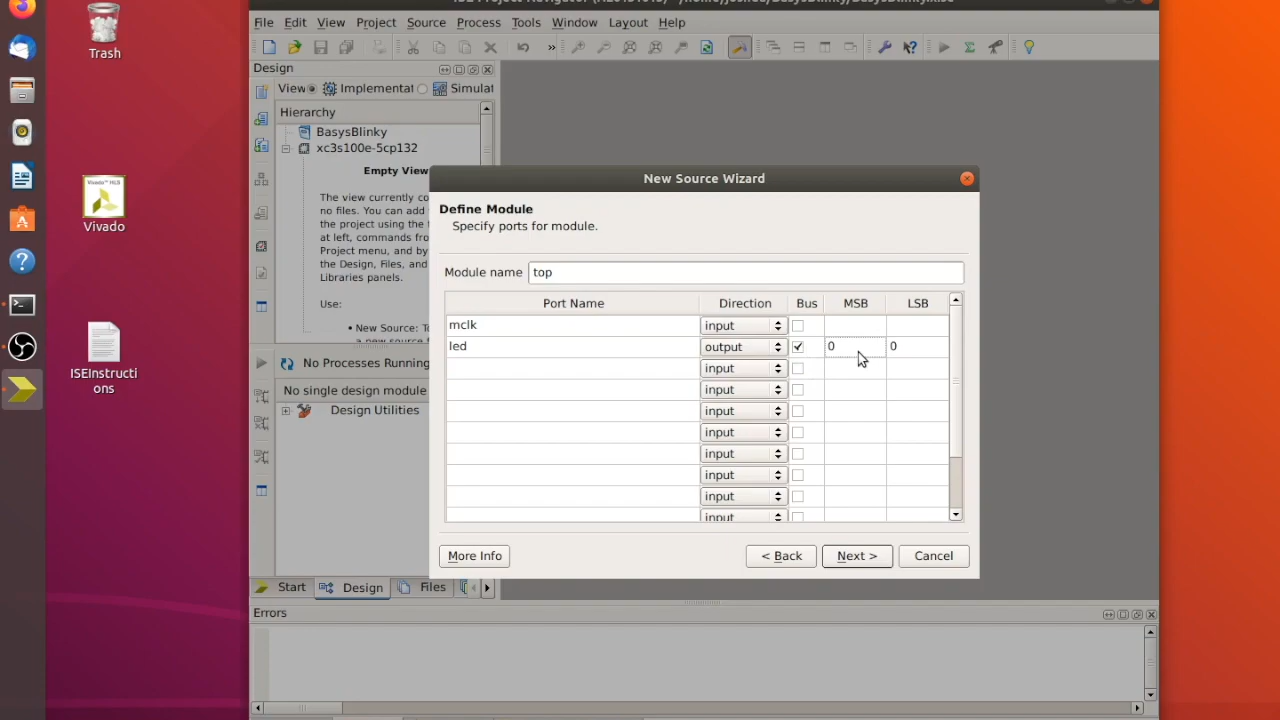 Trash
File Edit View Project Source Process Tools Window Layout Help
»
Design
View Implementat Simulat
Hierarchy
BasysBlinky
xc3s100e-5cp132
Empty View
The view currently co
no files. You can add
the project using the t
at left, commands fro
Project menu, and by
the Design, Files, and
Libraries panels.
Use:
• New Source: To
No Processes Running
No single design module
Design Utilities
Start Design Files
Errors
Vivado HLS
Vivado
ISEInstructi
ons
New Source Wizard
Define Module
Specify ports for module.
Module name top
Port Name Direction Bus MSB LSB
mclk input
led output 0 0
input
input
input
input
input
input
input
input
More Info < Back Next > Cancel